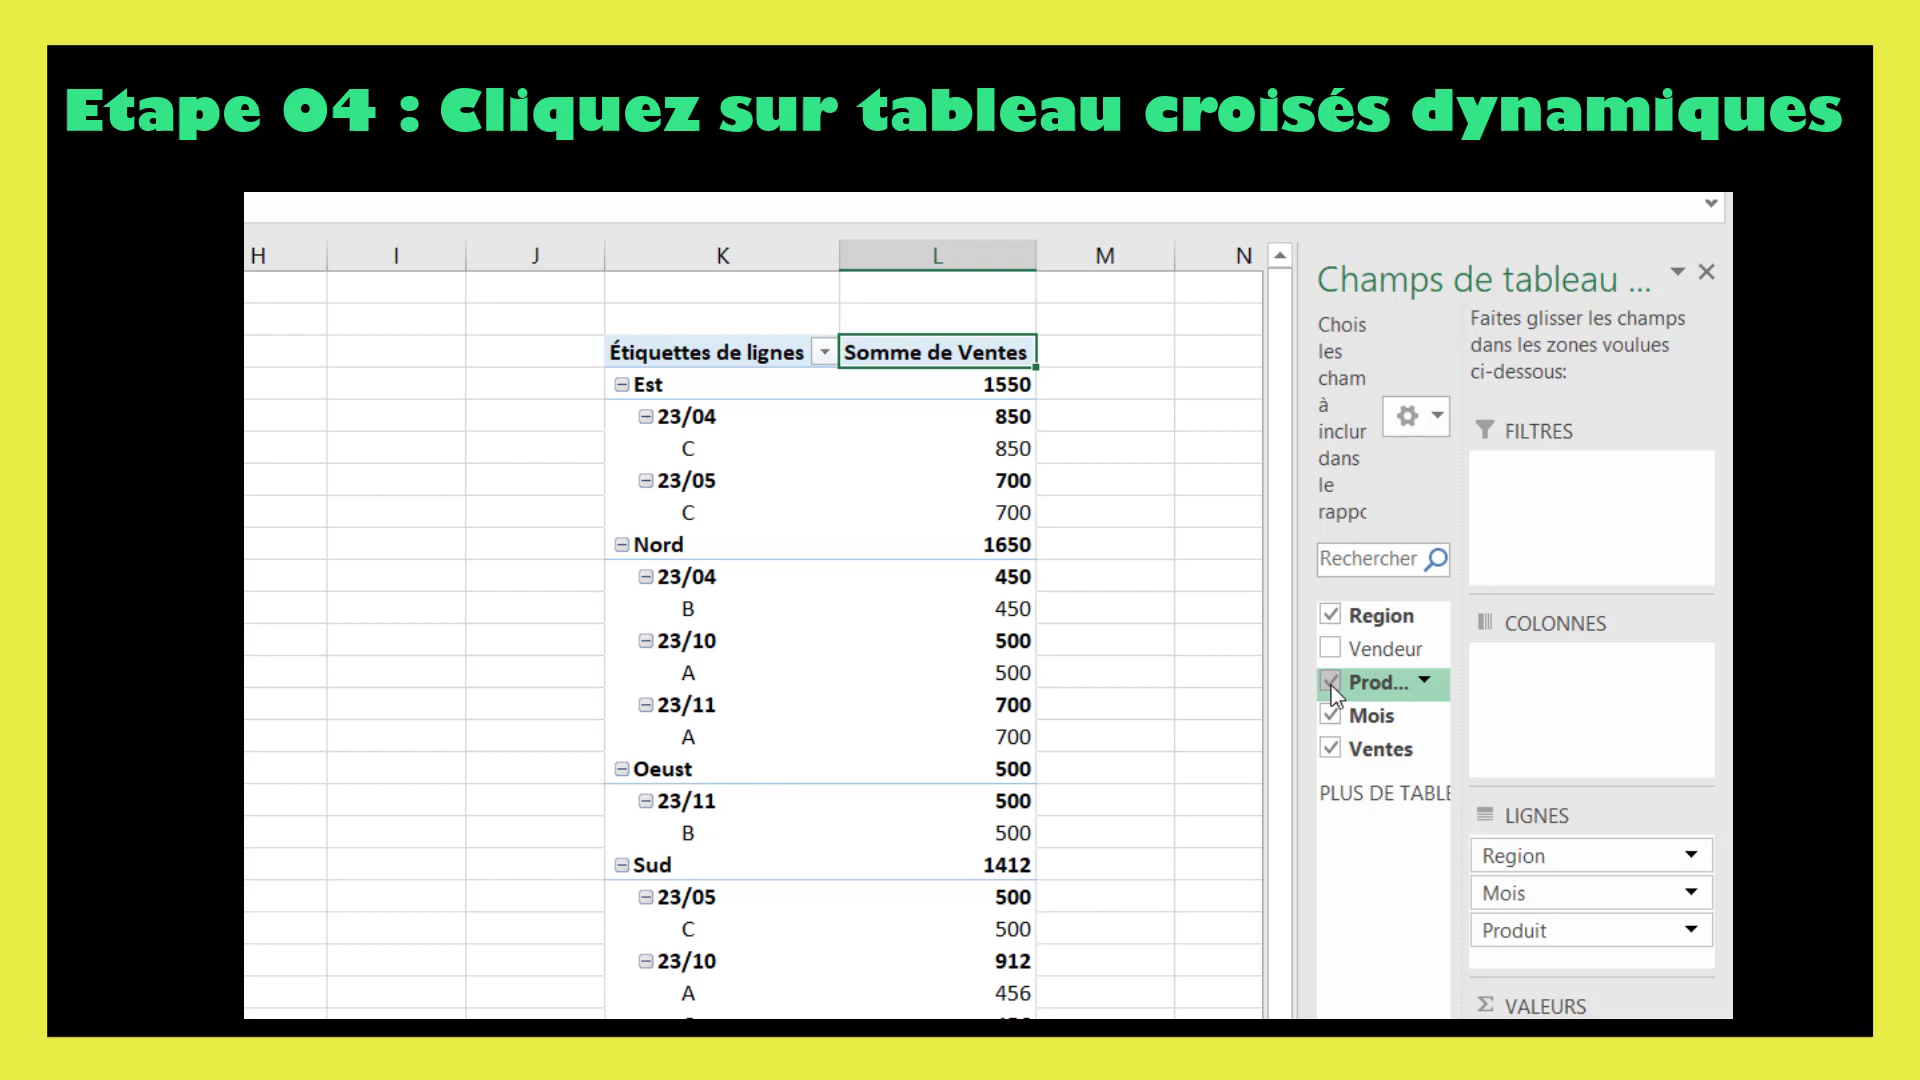 Etape 04 : Cliquez sur tableau croisés dynamiques
H I J K L M N
Étiquettes de lignes Somme de Ventes
Est 1550
23/04 850
C 850
23/05 700
C 700
Nord 1650
23/04 450
B 450
23/10 500
A 500
23/11 700
A 700
Oeust 500
23/11 500
B 500
Sud 1412
23/05 500
C 500
23/10 912
A 456
Champs de tableau ...
Chois
les
cham
à
inclur
dans
le
rappo
Rechercher
Region
Vendeur
Prod...
Mois
Ventes
PLUS DE TABLE
Faites glisser les champs
dans les zones voulues
ci-dessous:
FILTRES
COLONNES
LIGNES
Region
Mois
Produit
Σ VALEURS